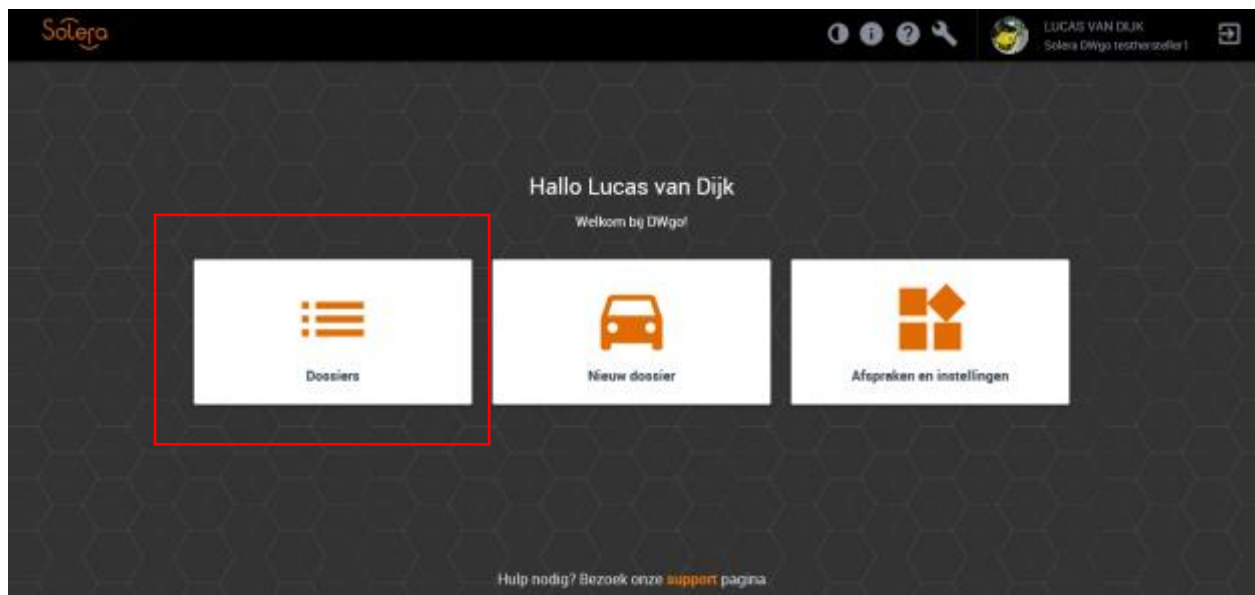 Solera
LUCAS VAN DIJK
Solera DWgo testhersteller1
Hallo Lucas van Dijk
Welkom bij DWgo!
Dossiers
Nieuw dossier
Afspraken en instellingen
Hulp nodig? Bezoek onze support pagina